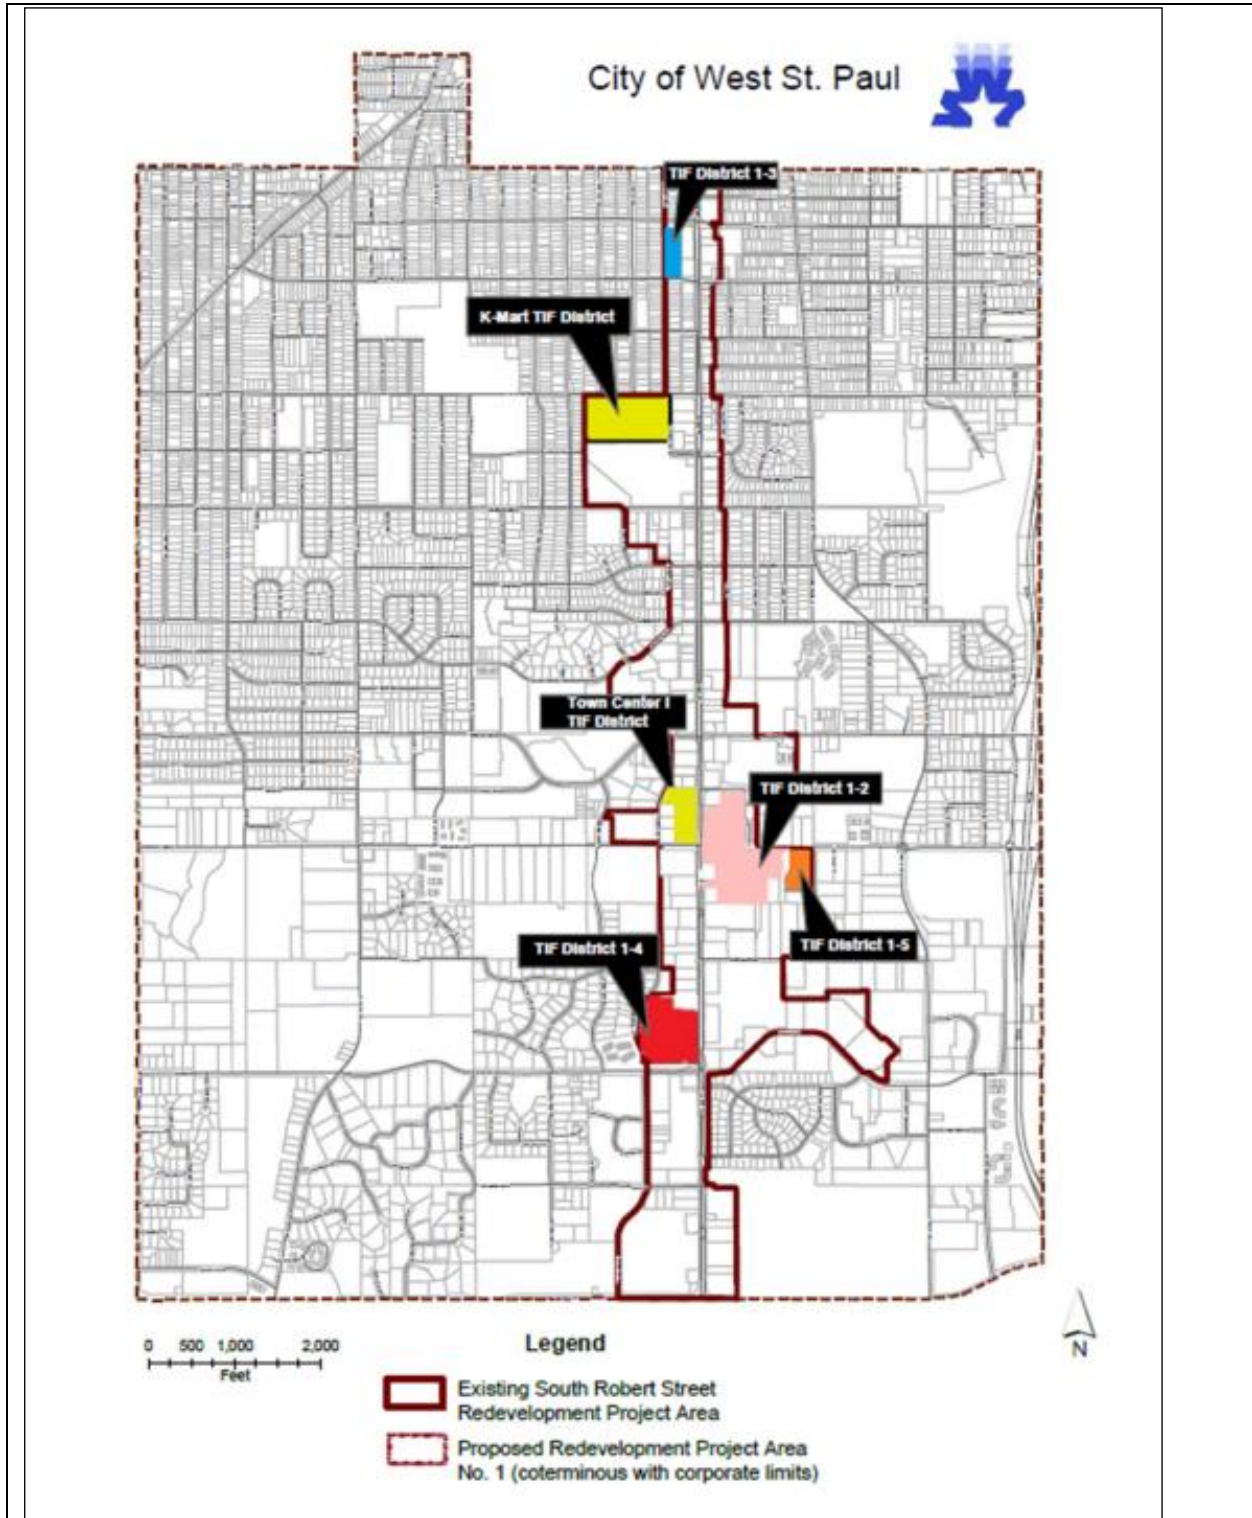 City of West St. Paul
TIF District 1-3
K-Mart TIF District
Town Center I
TIF District
TIF District 1-2
TIF District 1-4
TIF District 1-5
0 500 1,000 2,000
Feet
Legend
N
Existing South Robert Street
Redevelopment Project Area
Proposed Redevelopment Project Area
No. 1 (coterminous with corporate limits)